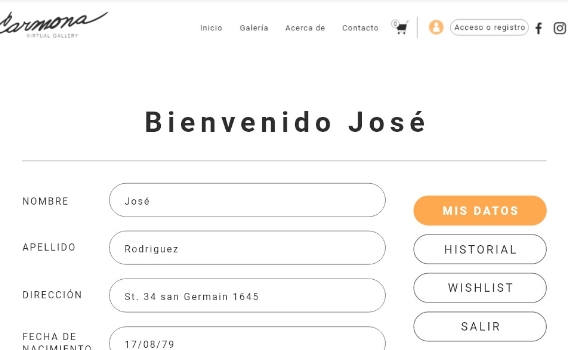 Carmona
VIRTUAL GALLERY
Inicio Galería Acerca de Contacto 0 Acceso o registro
Bienvenido José
NOMBRE José
MIS DATOS
APELLIDO Rodriguez
HISTORIAL
DIRECCIÓN St. 34 san Germain 1645
WISHLIST
SALIR
FECHA DE
NACIMIENTO 17/08/79